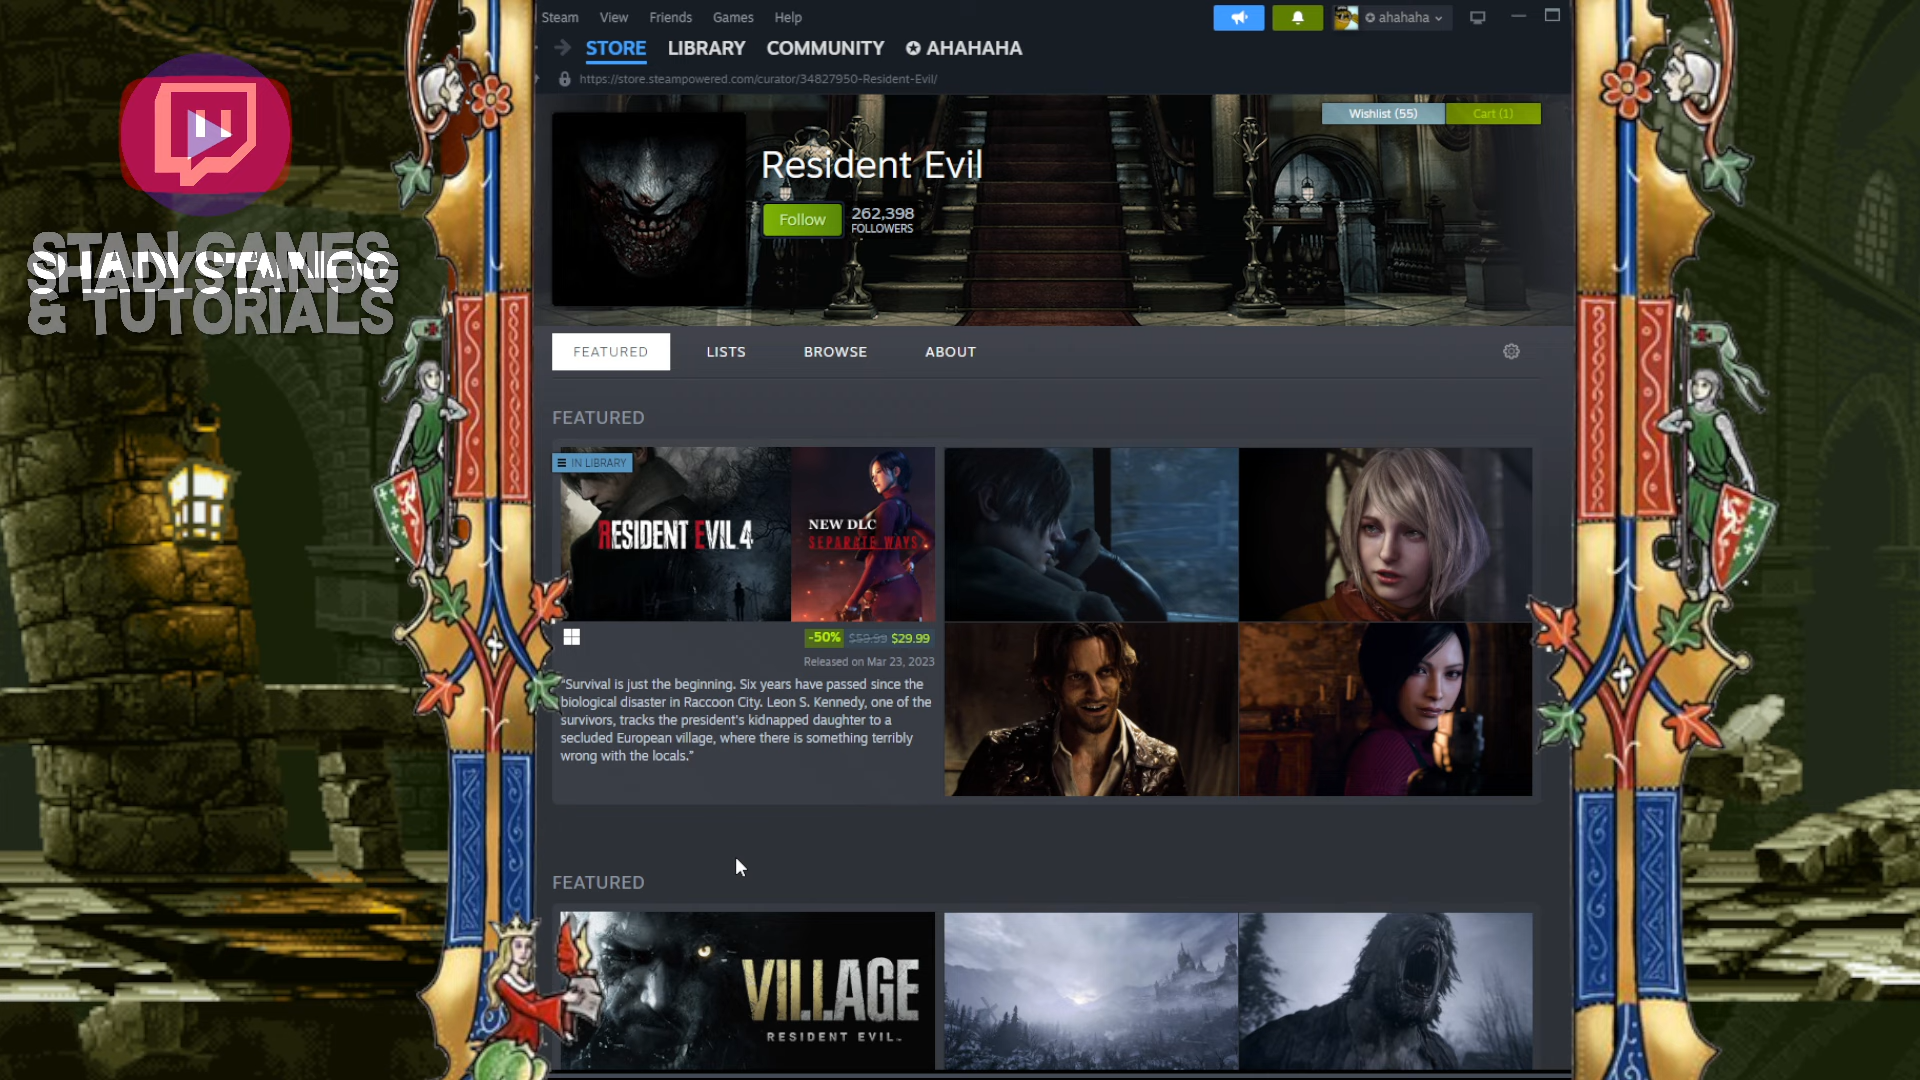 Steam View Friends Games Help
ahahaha
STORE LIBRARY COMMUNITY AHAHAHA
https://store.steampowered.com/curator/34827950-Resident-Evil/
Wishlist (55) Cart (1)
Resident Evil
Follow 262,398
FOLLOWERS
STAN GAMES
& TUTORIALS
FEATURED LISTS BROWSE ABOUT
FEATURED
IN LIBRARY
RESIDENT EVIL 4
NEW DLC
SEPARATE WAYS
-50% $59.99 $29.99
Released on Mar 23, 2023
“Survival is just the beginning. Six years have passed since the
biological disaster in Raccoon City. Leon S. Kennedy, one of the
survivors, tracks the president's kidnapped daughter to a
secluded European village, where there is something terribly
wrong with the locals.”
FEATURED
VILLAGE
RESIDENT EVIL